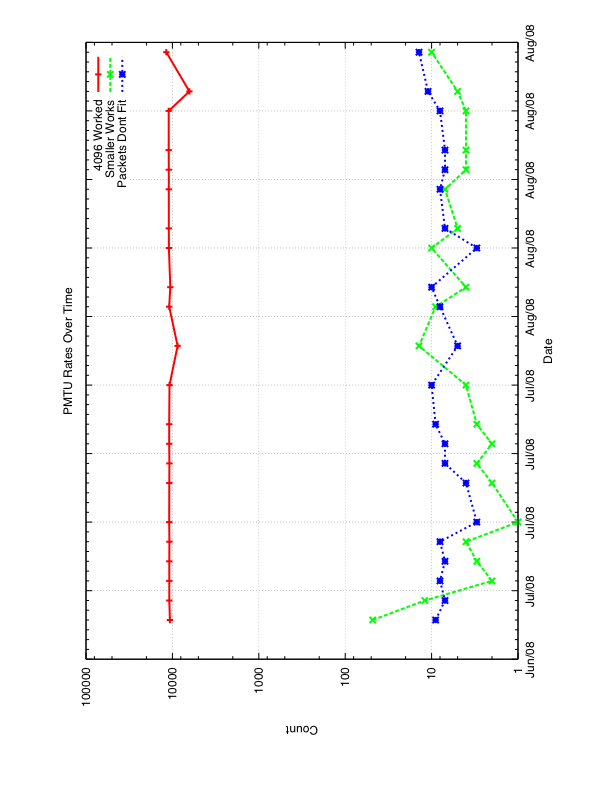 PMTU Rates Over Time
4096 Worked
Smaller Works
Packets Dont Fit
100000
10000
1000
100
10
1
Count
Jun/08
Jul/08
Jul/08
Jul/08
Jul/08
Aug/08
Aug/08
Aug/08
Aug/08
Aug/08
Date